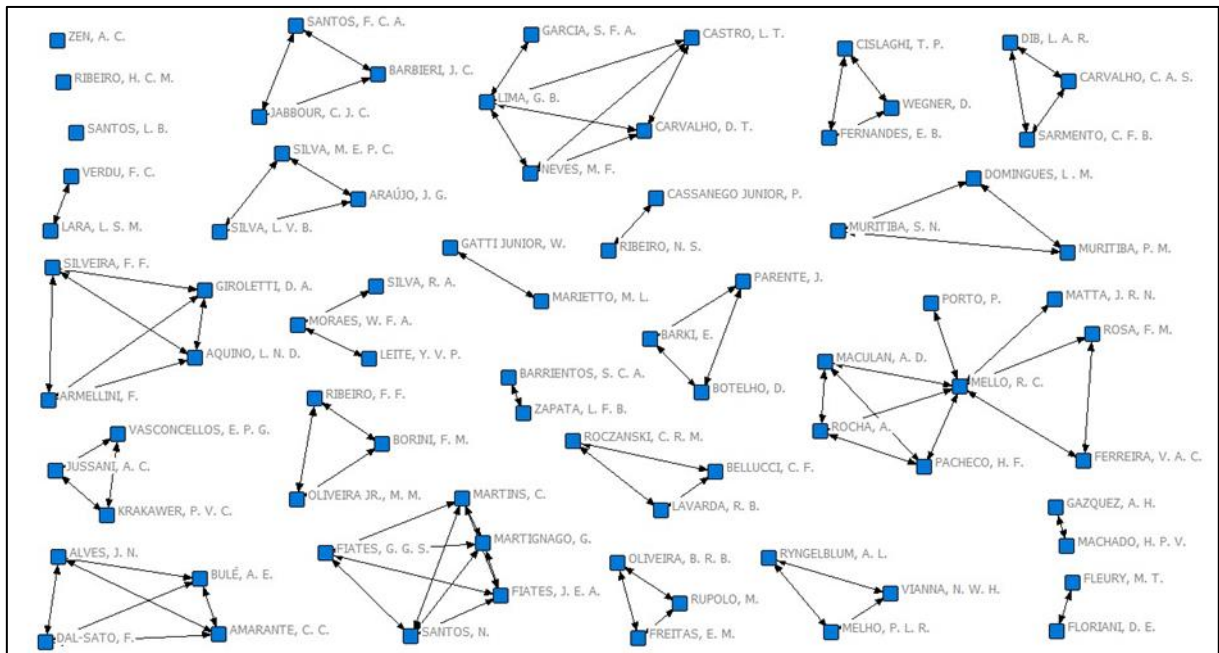 ZEN, A. C.
RIBEIRO, H. C. M.
SANTOS, L. B.
VERDU, F. C.
LARA, L. S. M.
SANTOS, F. C. A.
BARBIERI, J. C.
JABBOUR, C. J. C.
SILVA, M. E. P. C.
ARAÚJO, J. G.
SILVA, L. V. B.
GARCIA, S. F. A.
CASTRO, L. T.
LIMA, G. B.
CARVALHO, D. T.
NEVES, M. F.
CISLAGHI, T. P.
WEGNER, D.
FERNANDES, E. B.
DIB, L. A. R.
CARVALHO, C. A. S.
SARMENTO, C. F. B.
CASSANEGO JUNIOR, P.
RIBEIRO, N. S.
DOMINGUES, L. M.
MURITIBA, S. N.
MURITIBA, P. M.
GATTI JUNIOR, W.
MARIETTO, M. L.
SILVEIRA, F. F.
GIROLETTI, D. A.
AQUINO, L. N. D.
ARMELLINI, F.
SILVA, R. A.
MORAES, W. F. A.
LEITE, Y. V. P.
PARENTE, J.
BARKI, E.
BOTELHO, D.
PORTO, P.
MATTA, J. R. N.
ROSA, F. M.
MACULAN, A. D.
MELLO, R. C.
ROCHA, A.
PACHECO, H. F.
FERREIRA, V. A. C.
BARRIENTOS, S. C. A.
ZAPATA, L. F. B.
RIBEIRO, F. F.
BORINI, F. M.
OLIVEIRA JR., M. M.
VASCONCELLOS, E. P. G.
JUSSANI, A. C.
KRAKAWER, P. V. C.
ROCZANSKI, C. R. M.
BELLUCCI, C. F.
LAVARDA, R. B.
MARTINS, C.
MARTIGNAGO, G.
FIATES, G. G. S.
FIATES, J. E. A.
SANTOS, N.
GAZQUEZ, A. H.
MACHADO, H. P. V.
ALVES, J. N.
BULÉ, A. E.
DAL-SATO, F.
AMARANTE, C. C.
OLIVEIRA, B. R. B.
RUPOLO, M.
FREITAS, E. M.
RYNGELBLUM, A. L.
VIANNA, N. W. H.
MELHO, P. L. R.
FLEURY, M. T.
FLORIANI, D. E.